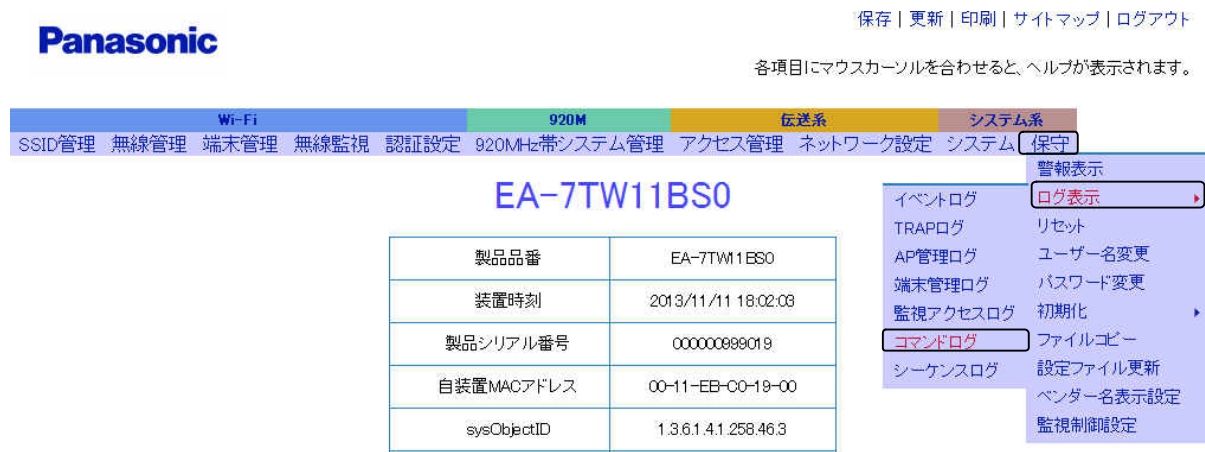 Panasonic
保存 | 更新 | 印刷 | サイトマップ | ログアウト
各項目にマウスカーソルを合わせると、ヘルプが表示されます。
Wi-Fi 920M 伝送系 システム系
SSID管理 無線管理 端末管理 無線監視 認証設定 920MHz帯システム管理 アクセス管理 ネットワーク設定 システム 保守
EA-7TW11BS0
製品品番 EA-7TW11BS0
装置時刻 2013/11/11 18:02:03
製品シリアル番号 000000999019
自装置MACアドレス 00-11-EB-C0-19-00
sysObjectID 1.3.6.1.4.1.258.46.3
イベントログ
TRAPログ
AP管理ログ
端末管理ログ
監視アクセスログ
コマンドログ
シーケンスログ
警報表示
ログ表示
リセット
ユーザー名変更
パスワード変更
初期化
ファイルコピー
設定ファイル更新
ベンダー名表示設定
監視制御設定